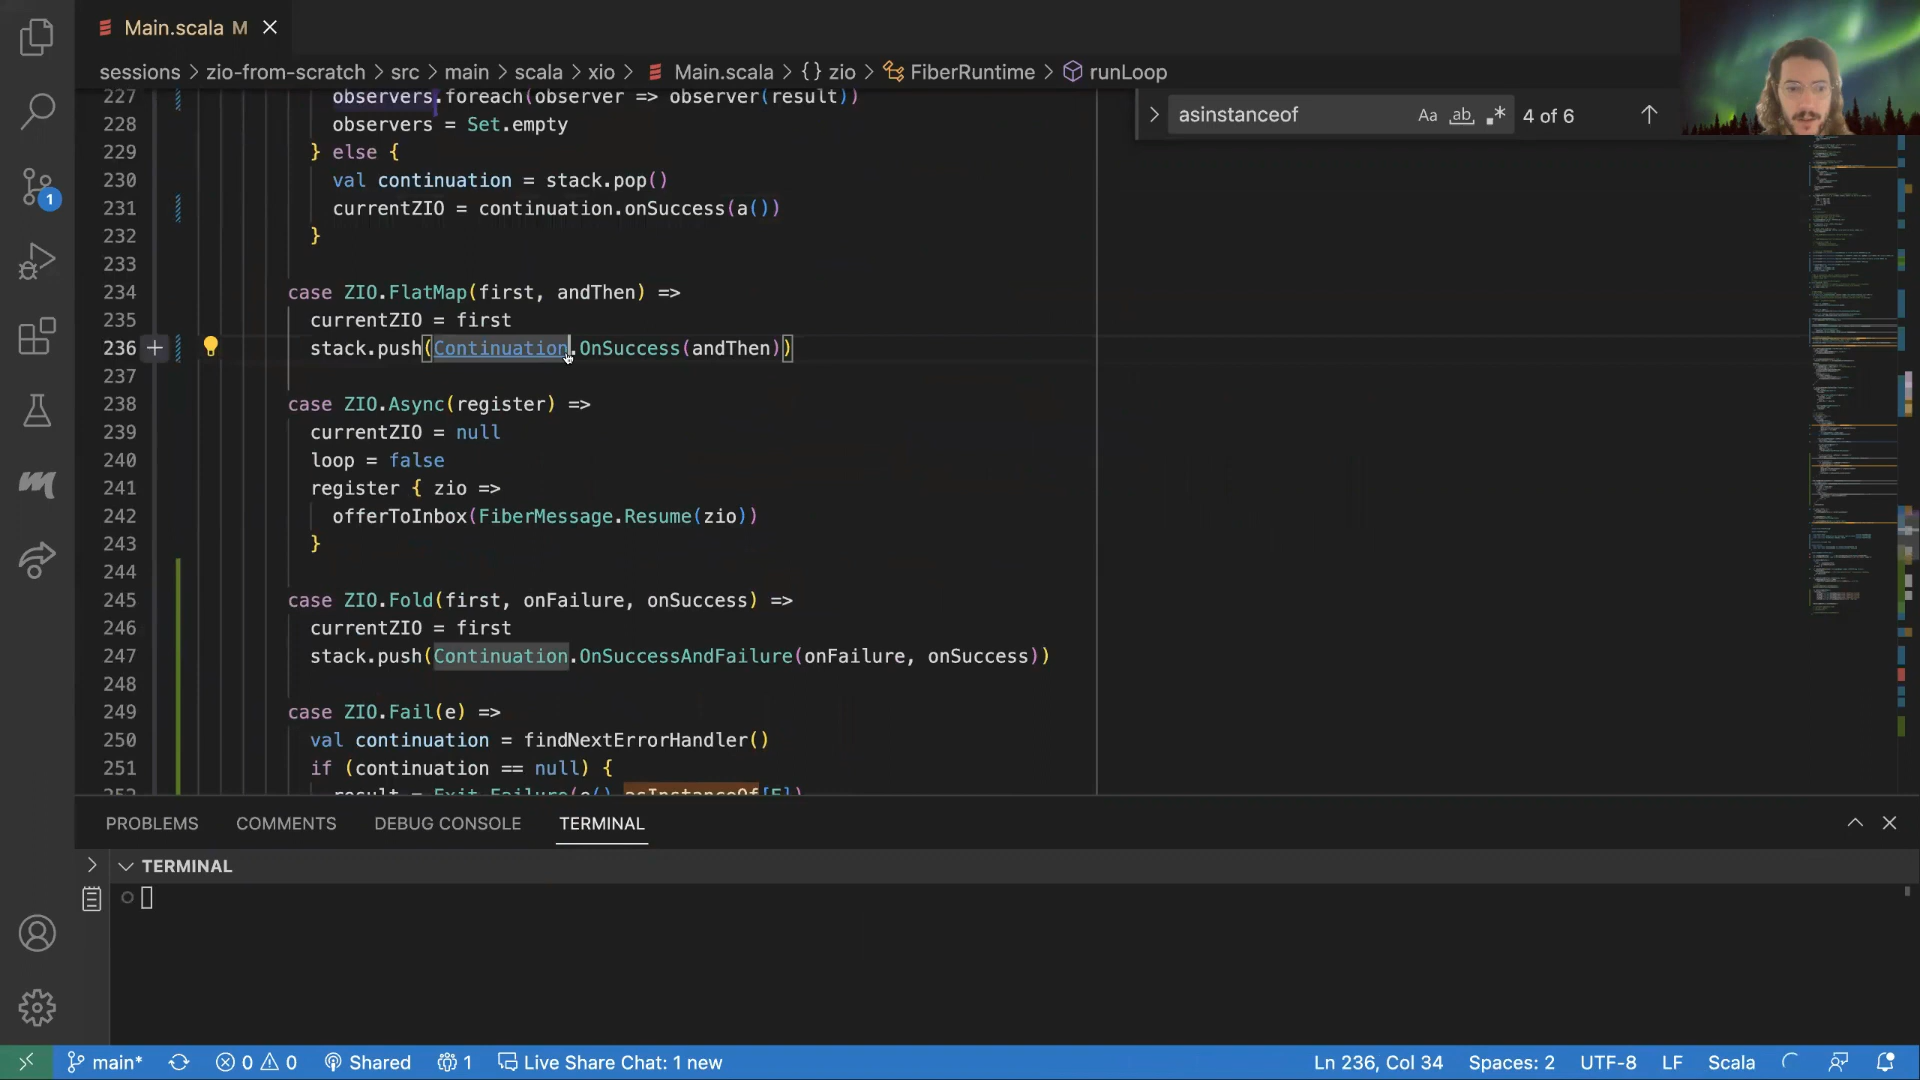 Main.scala M
sessions > zio-from-scratch > src > main > scala > xio > Main.scala > {} zio > FiberRuntime > runLoop
asinstanceof Aa ab .* 4 of 6
227 observers.foreach(observer => observer(result))
228 observers = Set.empty
229 } else {
230 val continuation = stack.pop()
231 currentZIO = continuation.onSuccess(a())
232 }
233
234 case ZIO.FlatMap(first, andThen) =>
235 currentZIO = first
236 stack.push(Continuation.OnSuccess(andThen))
237
238 case ZIO.Async(register) =>
239 currentZIO = null
240 loop = false
241 register { zio =>
242 offerToInbox(FiberMessage.Resume(zio))
243 }
244
245 case ZIO.Fold(first, onFailure, onSuccess) =>
246 currentZIO = first
247 stack.push(Continuation.OnSuccessAndFailure(onFailure, onSuccess))
248
249 case ZIO.Fail(e) =>
250 val continuation = findNextErrorHandler()
251 if (continuation == null) {
252 result = Exit.Failure(e().asInstanceOf[E])
PROBLEMS COMMENTS DEBUG CONSOLE TERMINAL
TERMINAL
1
main* 0 0 Shared 1 Live Share Chat: 1 new Ln 236, Col 34 Spaces: 2 UTF-8 LF Scala